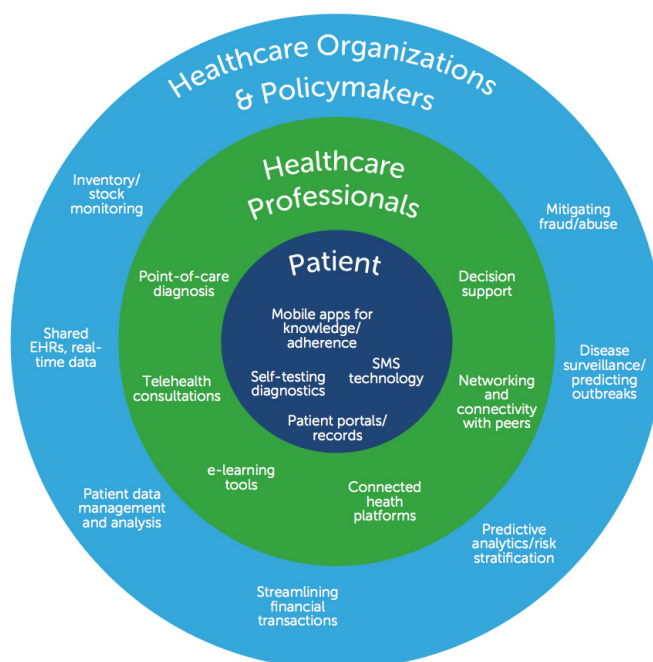 Healthcare Organizations
& Policymakers
Healthcare
Professionals
Patient
Inventory/
stock
monitoring
Mitigating
fraud/abuse
Point-of-care
diagnosis
Decision
support
Mobile apps for
knowledge/
adherence
Shared
EHRs, real-
time data
Disease
surveillance/
predicting
outbreaks
SMS
technology
Self-testing
diagnostics
Telehealth
consultations
Networking
and
connectivity
with peers
Patient portals/
records
e-learning
tools
Connected
heath
platforms
Patient data
management
and analysis
Predictive
analytics/risk
stratification
Streamlining
financial
transactions